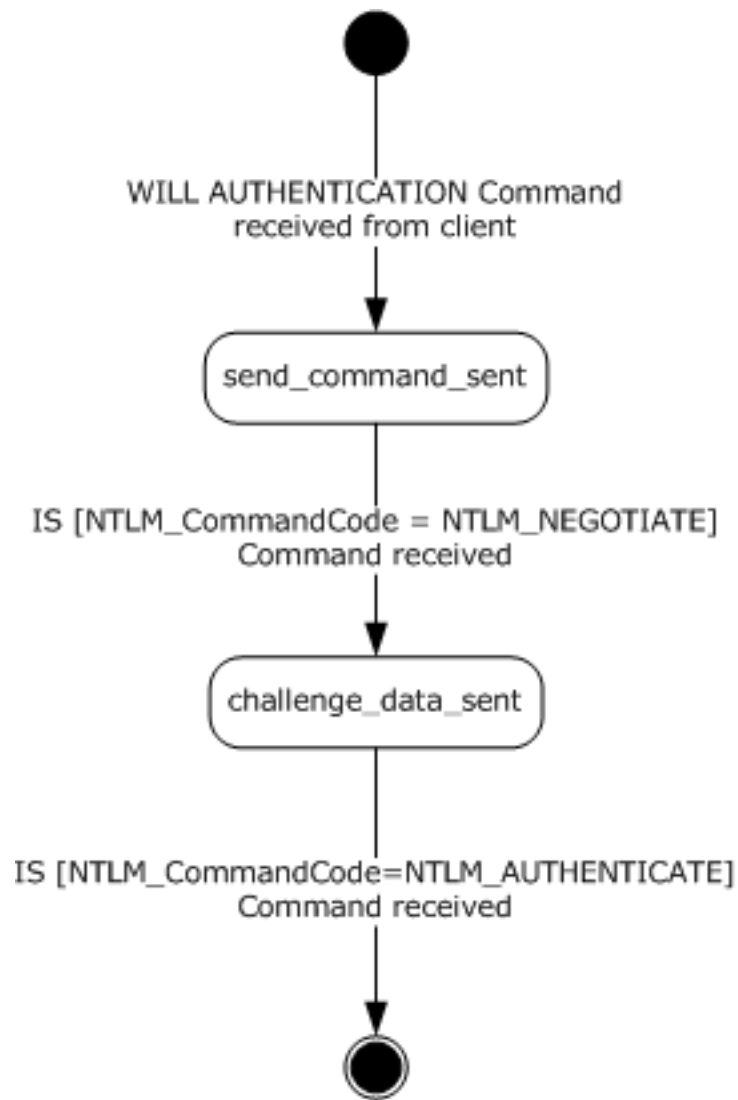 WILL AUTHENTICATION Command
received from client
send_command_sent
IS [NTLM_CommandCode = NTLM_NEGOTIATE]
Command received
challenge_data_sent
IS [NTLM_CommandCode=NTLM_AUTHENTICATE]
Command received